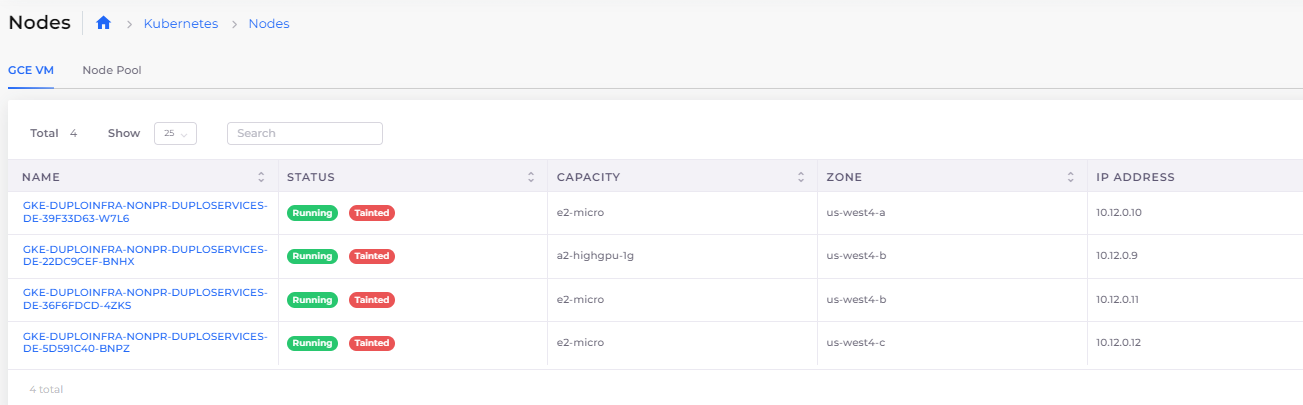 Nodes > Kubernetes > Nodes
GCE VM Node Pool
Total 4 Show 25 Search
NAME STATUS CAPACITY ZONE IP ADDRESS
GKE-DUPLOINFRA-NONPR-DUPLOSERVICES-
DE-39F33D63-W7L6 Running Tainted e2-micro us-west4-a 10.12.0.10
GKE-DUPLOINFRA-NONPR-DUPLOSERVICES-
DE-22DC9CEF-BNHX Running Tainted a2-highgpu-1g us-west4-b 10.12.0.9
GKE-DUPLOINFRA-NONPR-DUPLOSERVICES-
DE-36F6FDCD-4ZKS Running Tainted e2-micro us-west4-b 10.12.0.11
GKE-DUPLOINFRA-NONPR-DUPLOSERVICES-
DE-5D591C40-BNPZ Running Tainted e2-micro us-west4-c 10.12.0.12
4 total